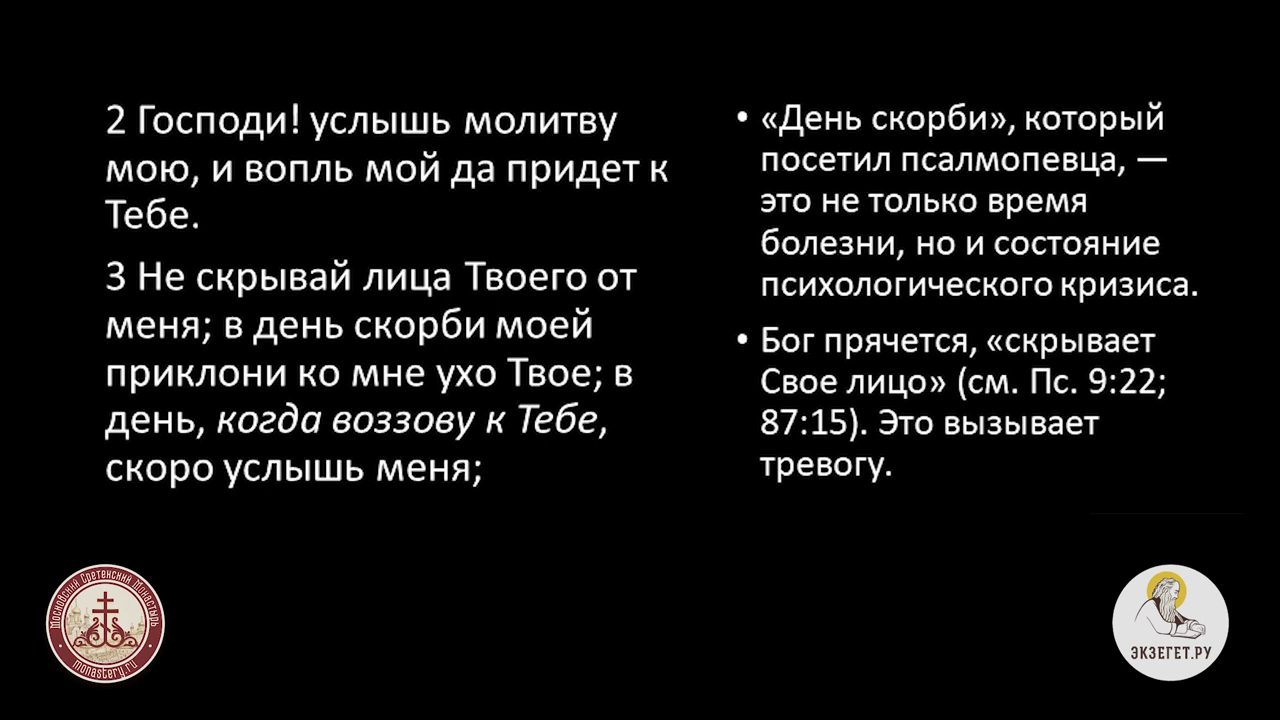 2 Господи! услышь молитву
мою, и вопль мой да придет к
Тебе.
3 Не скрывай лица Твоего от
меня; в день скорби моей
приклони ко мне ухо Твое; в
день, когда воззову к Тебе,
скоро услышь меня;
• «День скорби», который
посетил псалмопевца, —
это не только время
болезни, но и состояние
психологического кризиса.
• Бог прячется, «скрывает
Свое лицо» (см. Пс. 9:22;
87:15). Это вызывает
тревогу.
Московский Сретенский Монастырь
monastery.ru
ЭКЗЕГЕТ.РУ